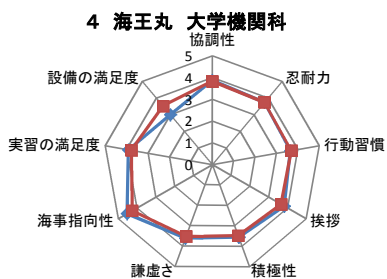 4 海王丸 大学機関科
協調性
忍耐力
行動習慣
挨拶
積極性
謙虚さ
海事指向性
実習の満足度
設備の満足度
5
4
3
2
1
0